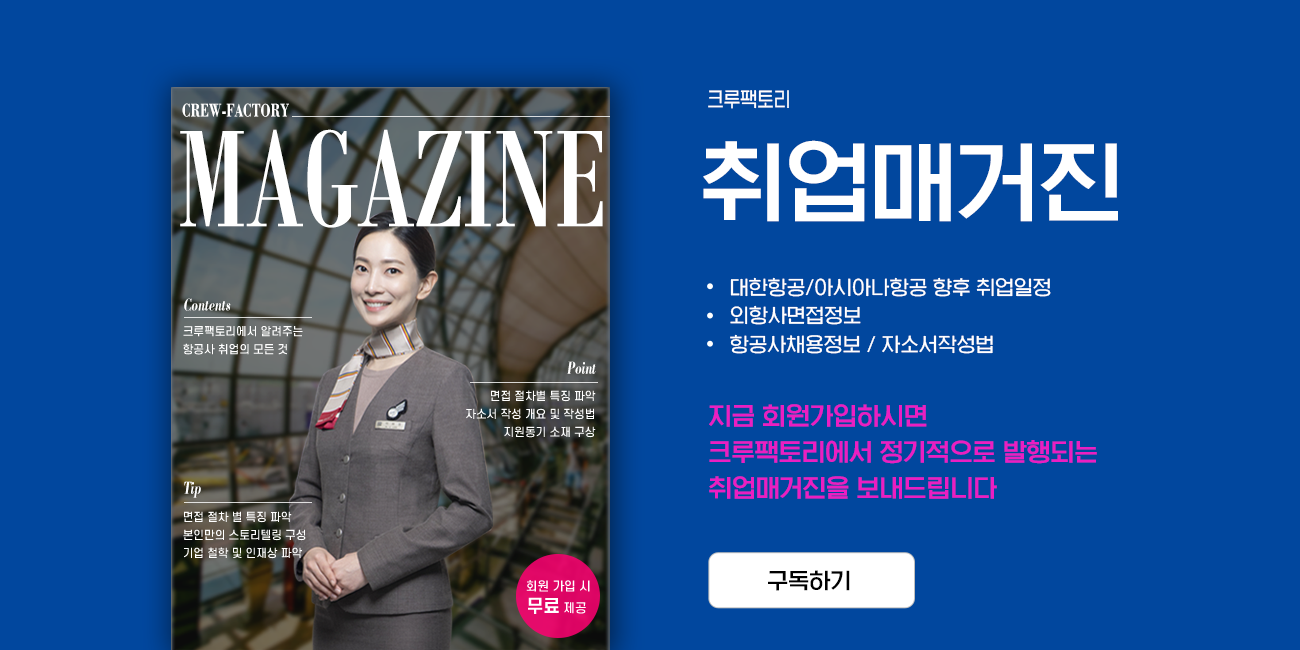 CREW-FACTORY
MAGAZINE
Contents
크루팩토리에서 알려주는
항공사 취업의 모든 것
Point
면접 절차별 특징 파악
자소서 작성 개요 및 작성법
지원동기 소재 구상
Tip
면접 절차 별 특징 파악
본인만의 스토리텔링 구성
기업 철학 및 인재상 파악
회원 가입 시
무료 제공
크루팩토리
취업매거진
• 대한항공/아시아나항공 향후 취업일정
• 외항사면접정보
• 항공사채용정보 / 자소서작성법
지금 회원가입하시면
크루팩토리에서 정기적으로 발행되는
취업매거진을 보내드립니다
구독하기